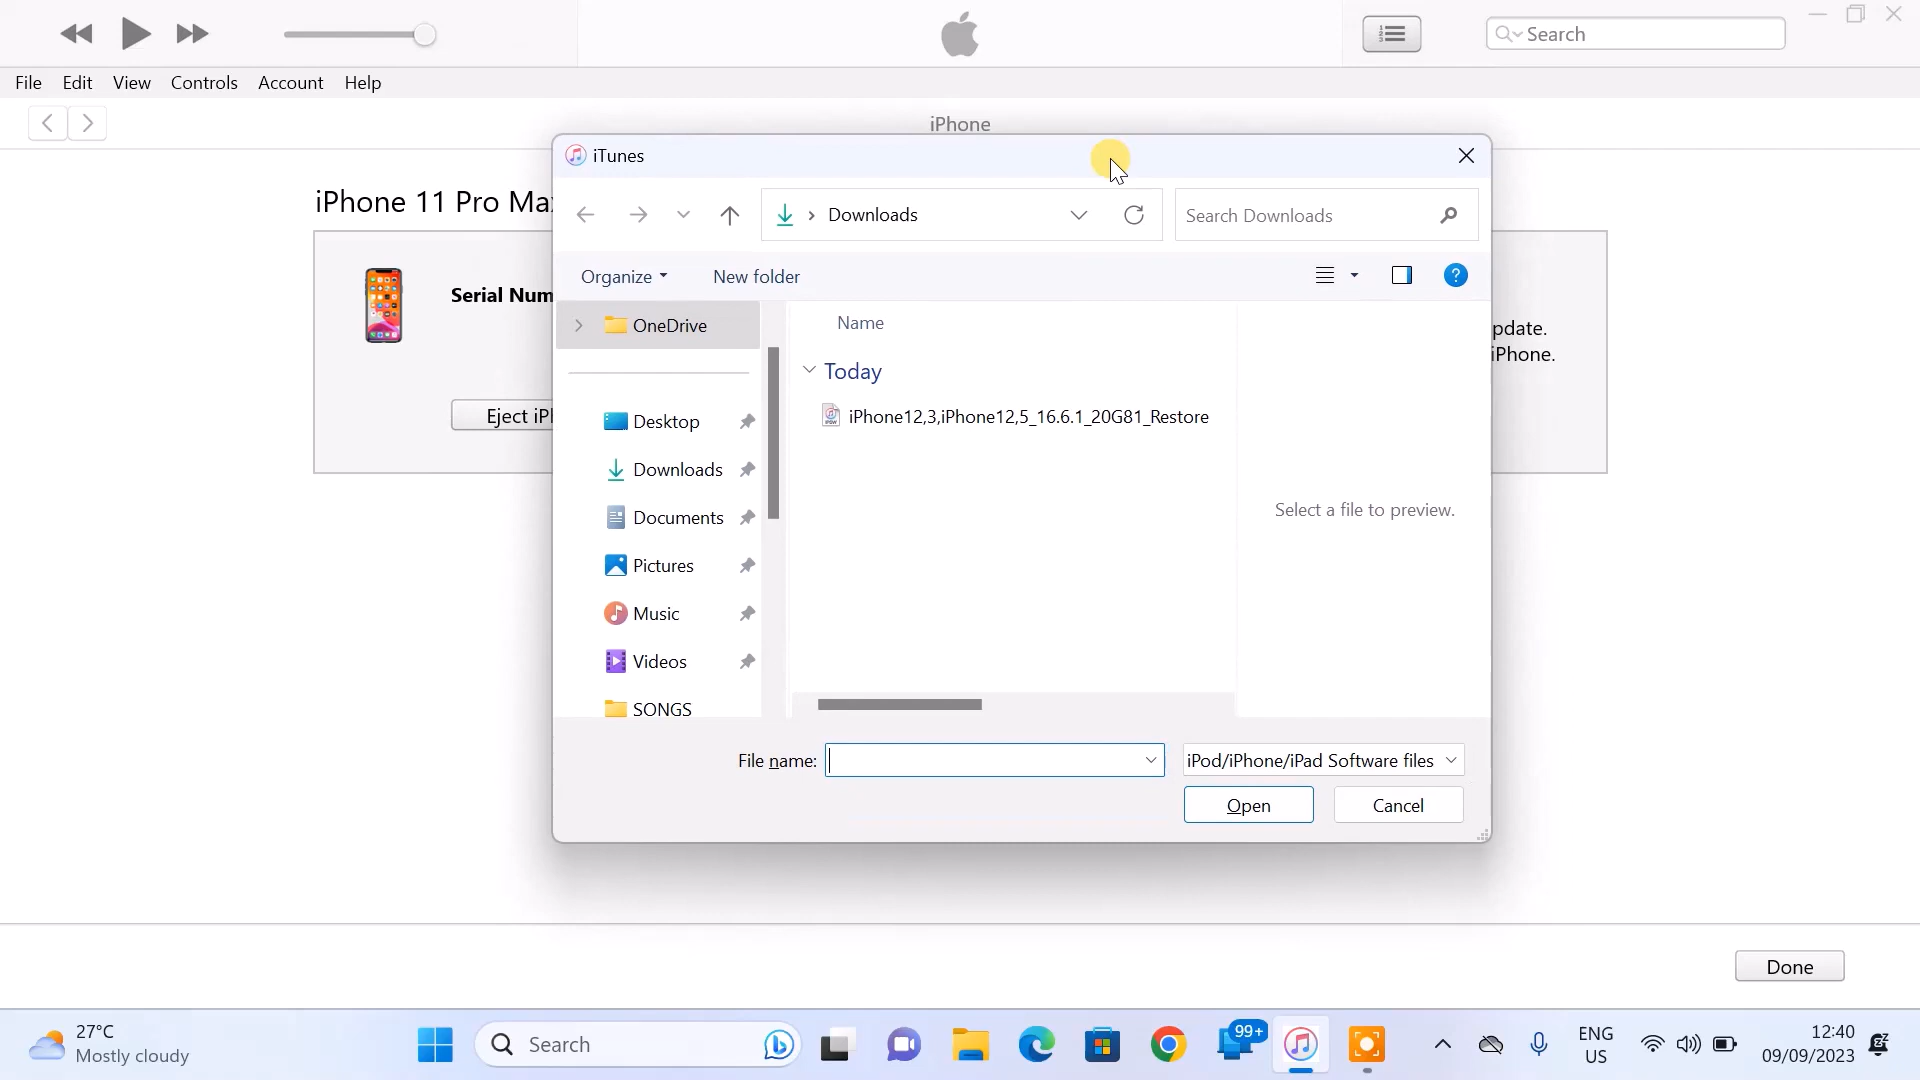 Search
File Edit View Controls Account Help
iPhone
iTunes
iPhone 11 Pro Max
Downloads
Search Downloads
Serial Num
Organize
New folder
pdate.
iPhone.
OneDrive
Name
Today
Eject iPh
iPhone12,3,iPhone12,5_16.6.1_20G81_Restore
Desktop
Downloads
Documents
Select a file to preview.
Pictures
Music
Videos
SONGS
File name:
iPod/iPhone/iPad Software files
Open
Cancel
Done
27°C
Mostly cloudy
Search
99+
ENG
US
12:40
09/09/2023